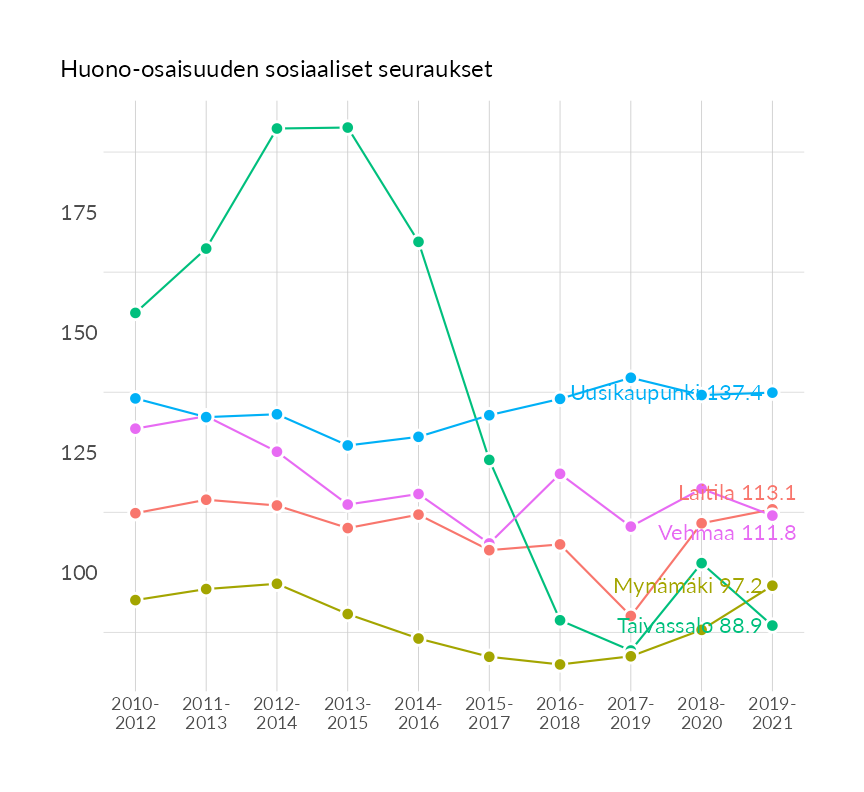 Huono-osaisuuden sosiaaliset seuraukset
175
150
Uusikaupunki 137.4
125
Laitila 113.1
Vehmaa 111.8
100
Mynämäki 97.2
Taivassalo 88.9
2010- 2011- 2012- 2013- 2014- 2015- 2016- 2017- 2018- 2019-
2012 2013 2014 2015 2016 2017 2018 2019 2020 2021